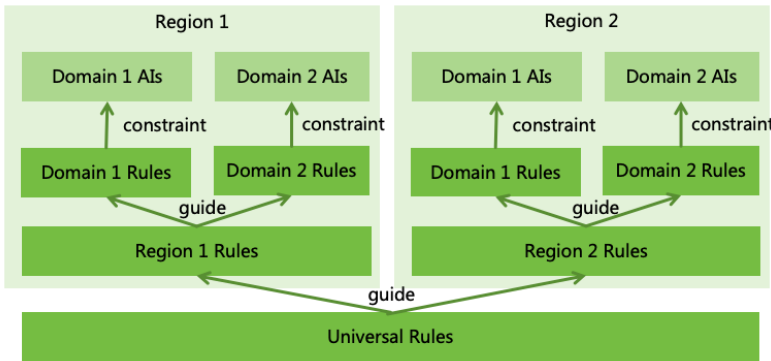 Region 1
Region 2
Domain 1 AIs
Domain 2 AIs
Domain 1 AIs
Domain 2 AIs
constraint
constraint
constraint
constraint
Domain 1 Rules
Domain 2 Rules
Domain 1 Rules
Domain 2 Rules
guide
guide
Region 1 Rules
Region 2 Rules
guide
Universal Rules